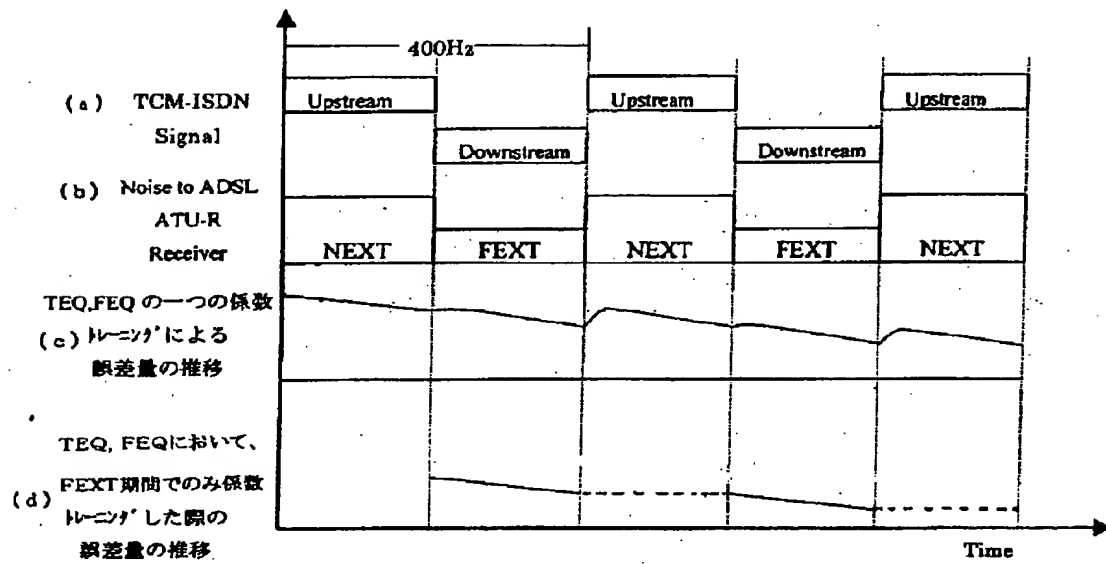 400Hz
(a) TCM-ISDN
Signal
Upstream
Upstream
Upstream
Downstream
Downstream
(b) Noise to ADSL
ATU-R
Receiver
NEXT
FEXT
NEXT
FEXT
NEXT
TEQ,FEQ の一つの係数
(c) トレーニングによる
誤差量の推移
TEQ, FEQにおいて、
(d) FEXT期間でのみ係数
トレーニングした際の
誤差量の推移
Time